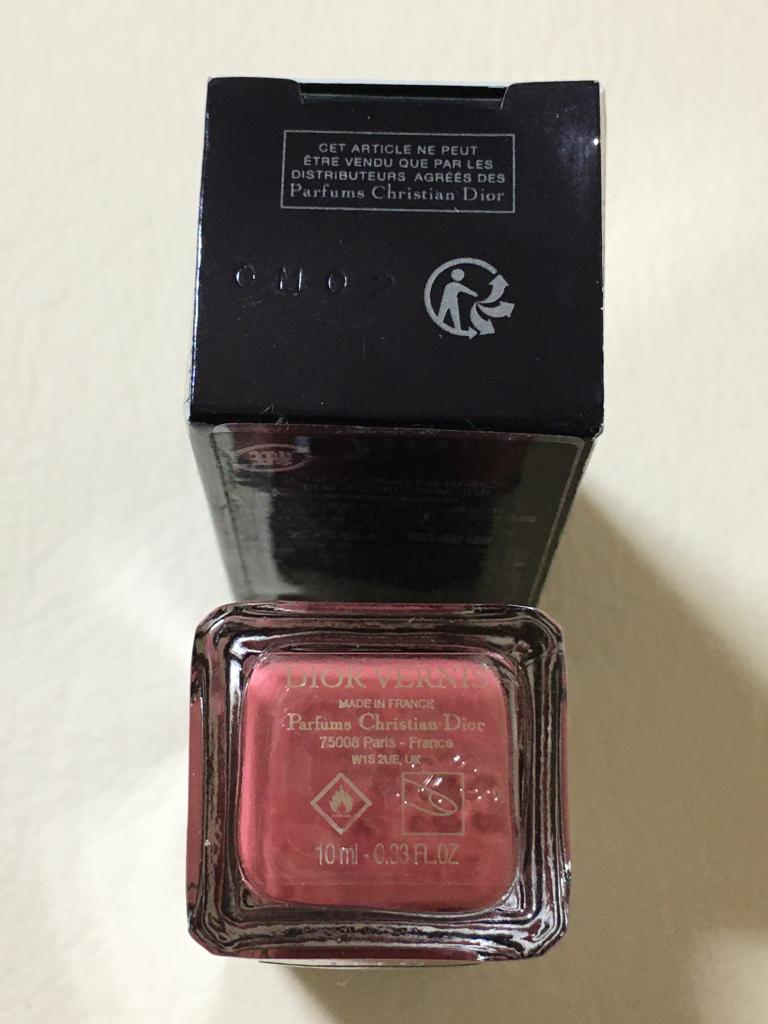 CET ARTICLE NE PEUT
ÊTRE VENDU QUE PAR LES
DISTRIBUTEURS AGRÉÉS DES
Parfums Christian Dior
DIOR VERNIS
MADE IN FRANCE
Parfums Christian Dior
75008 Paris - France
W1S 2UE, UK
10 ml - 0.33 FL.OZ